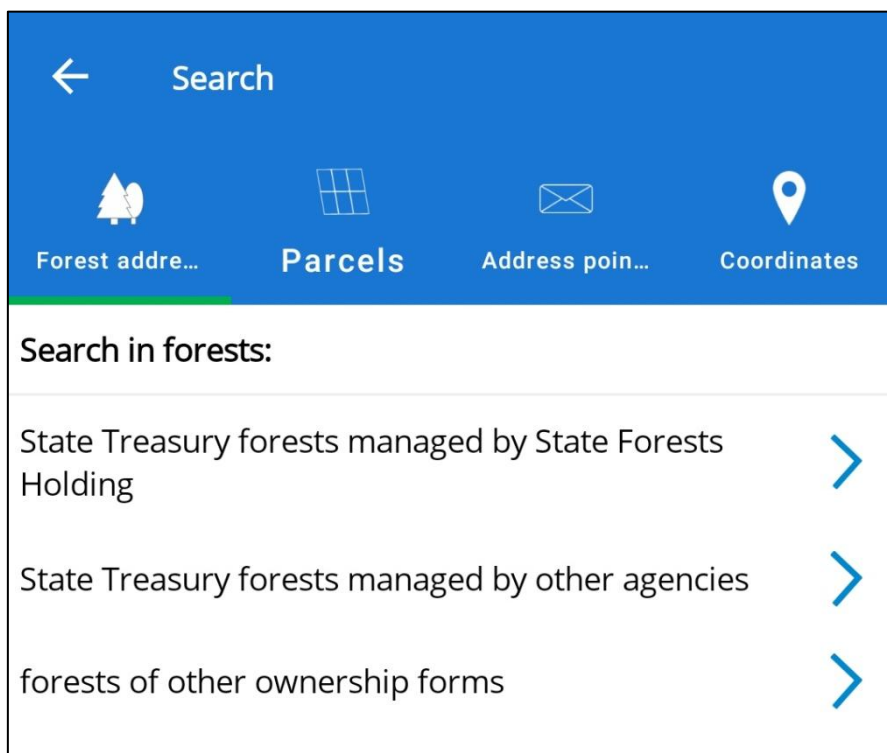 Search
Forest addre...
Parcels
Address poin...
Coordinates
Search in forests:
State Treasury forests managed by State Forests
Holding
State Treasury forests managed by other agencies
forests of other ownership forms